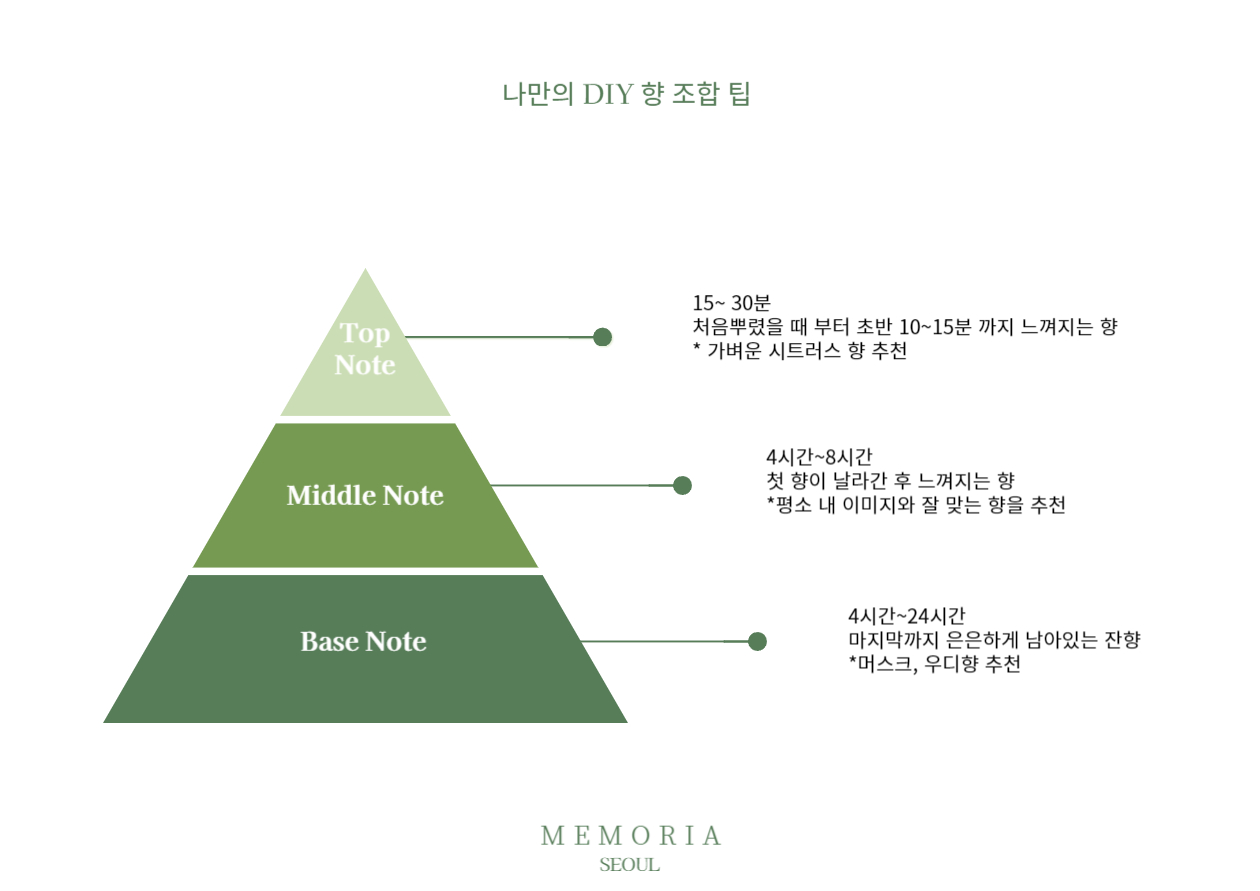 나만의 DIY 향 조합 팁
Top
Note
15~ 30분
처음뿌렸을 때 부터 초반 10~15분 까지 느껴지는 향
* 가벼운 시트러스 향 추천
Middle Note
4시간~8시간
첫 향이 날라간 후 느껴지는 향
*평소 내 이미지와 잘 맞는 향을 추천
Base Note
4시간~24시간
마지막까지 은은하게 남아있는 잔향
*머스크, 우디향 추천
MEMORIA
SEOUL